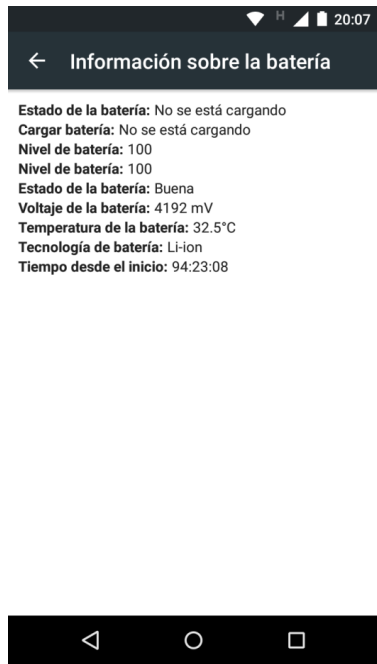 H 20:07
Información sobre la batería
Estado de la batería: No se está cargando
Cargar batería: No se está cargando
Nivel de batería: 100
Nivel de batería: 100
Estado de la batería: Buena
Voltaje de la batería: 4192 mV
Temperatura de la batería: 32.5°C
Tecnología de batería: Li-ion
Tiempo desde el inicio: 94:23:08